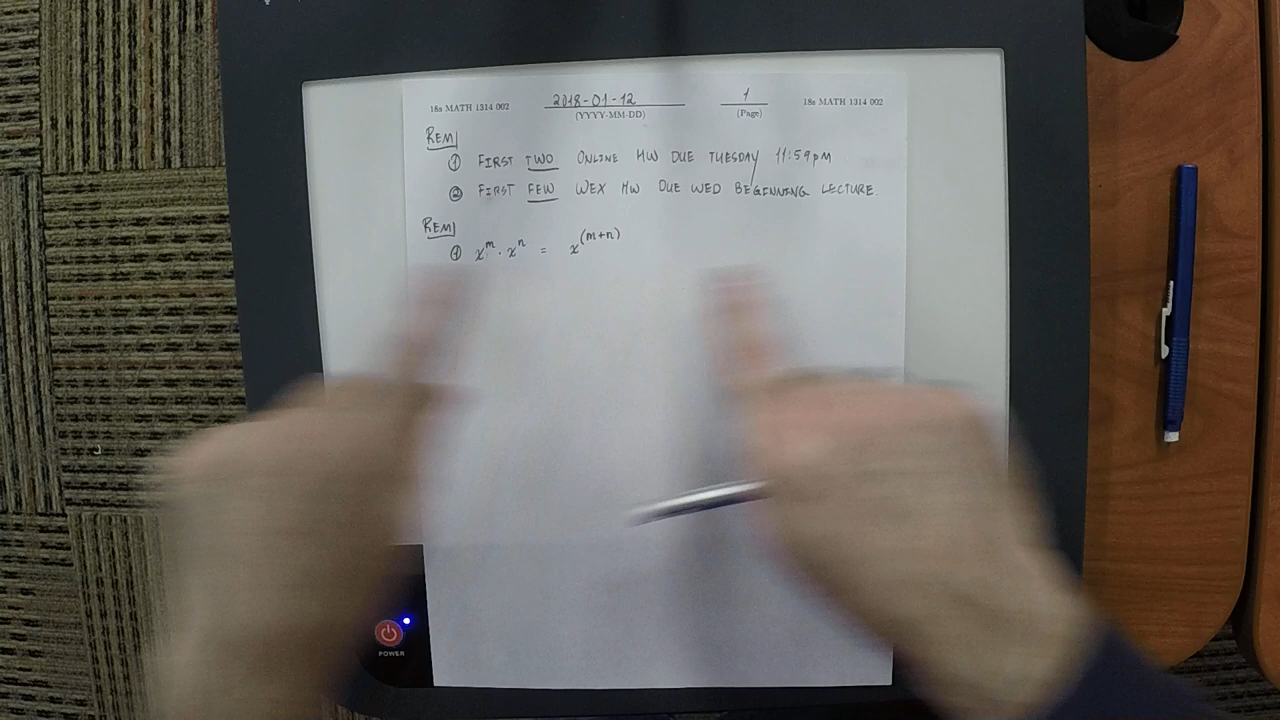 18s MATH 1314 002 2018-01-12 1 18s MATH 1314 002
(YYYY-MM-DD) (Page)
REM
① FIRST TWO ONLINE HW DUE TUESDAY 11:59pm
② FIRST FEW WEX HW DUE WED BEGINNING LECTURE.
REM
① x^m · x^n = x^(m+n)
POWER